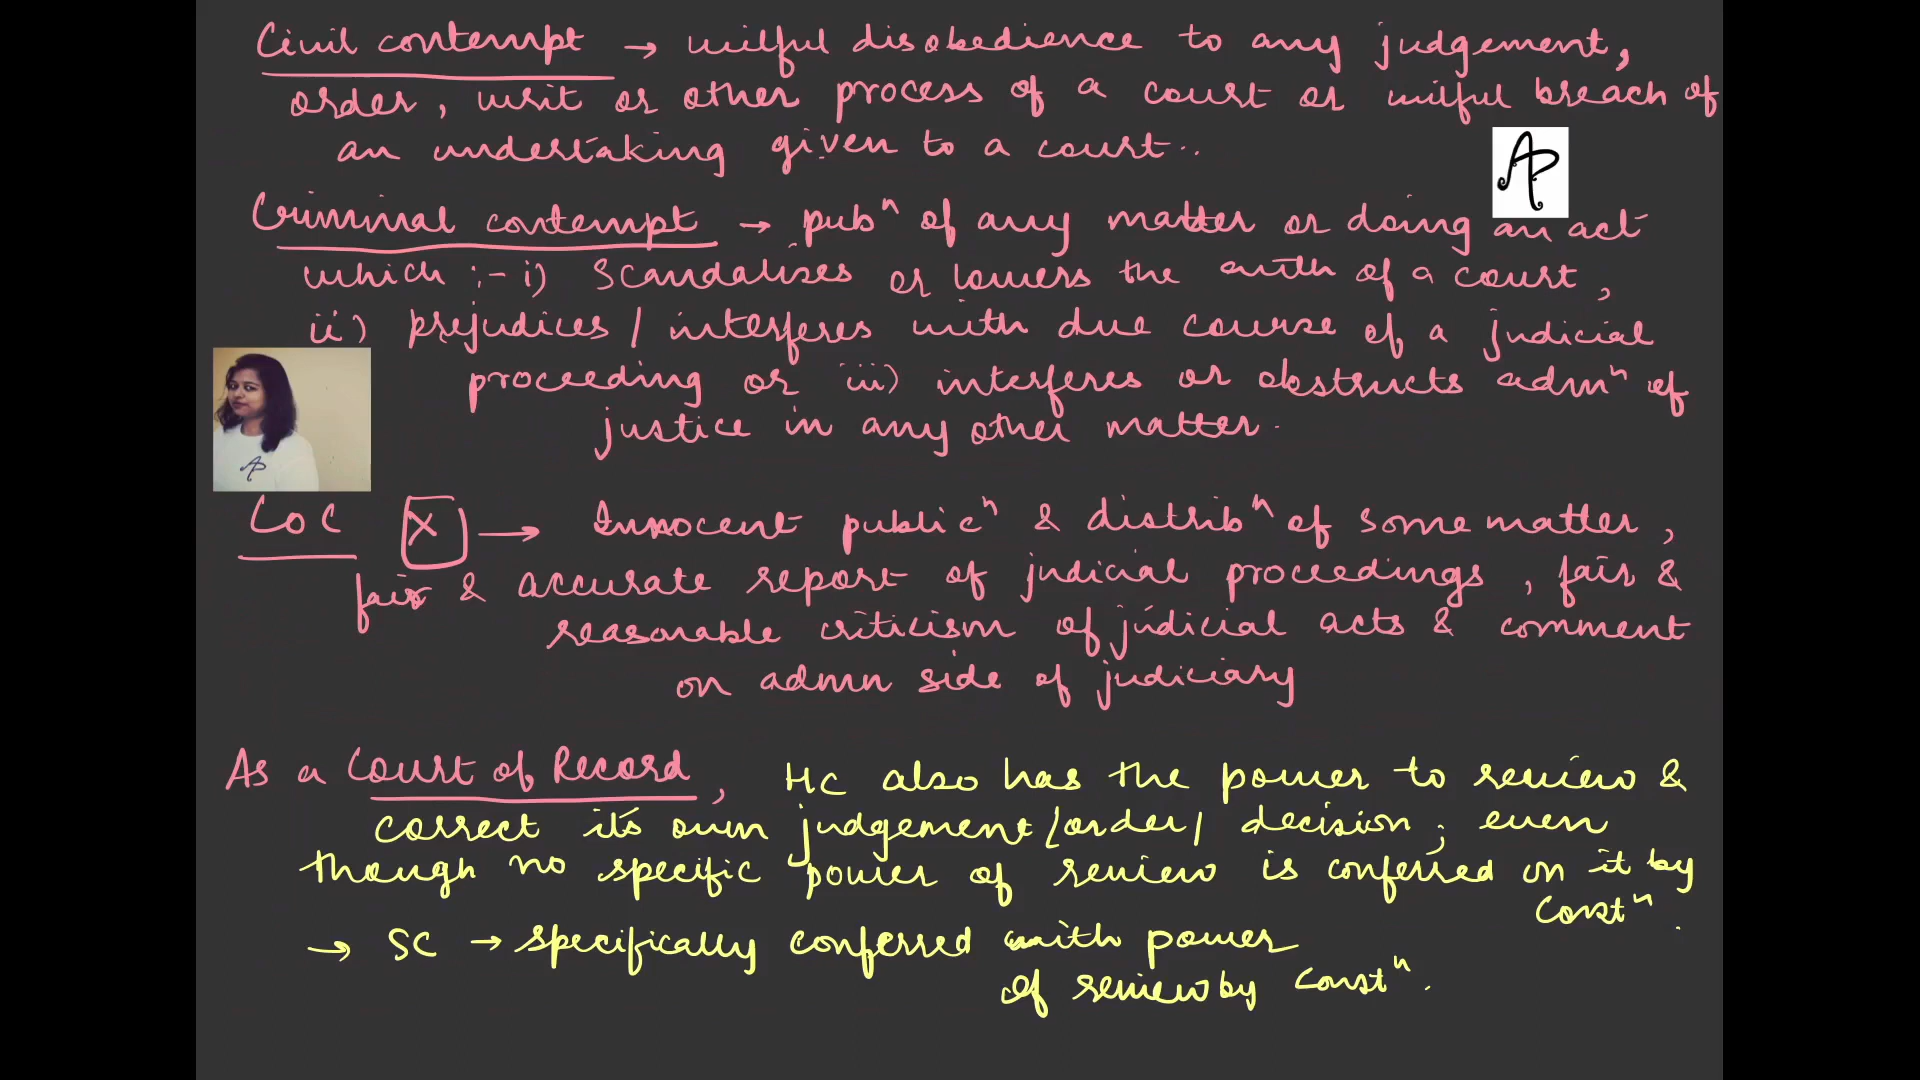 Civil contempt → wilful disobedience to any judgement,
order, writ or other process of a court or wilful breach of
an undertaking given to a court..
AP
Criminal contempt → pubⁿ of any matter or doing an act
which :- i) Scandalizes or lowers the auth of a court,
ii) prejudices / interferes with due course of a judicial
proceeding or iii) interferes or obstructs admⁿ of
justice in any other matter.
AP
CoC X → Innocent publicⁿ & distribⁿ of some matter,
fair & accurate report of judicial proceedings, fair &
reasonable criticism of judicial acts & comment
on admn side of judiciary
As a Court of Record, HC also has the power to review &
correct its own judgement/order/ decision, even
though no specific power of review is conferred on it by
Constⁿ.
→ SC → specifically conferred with power
of review by Constⁿ.